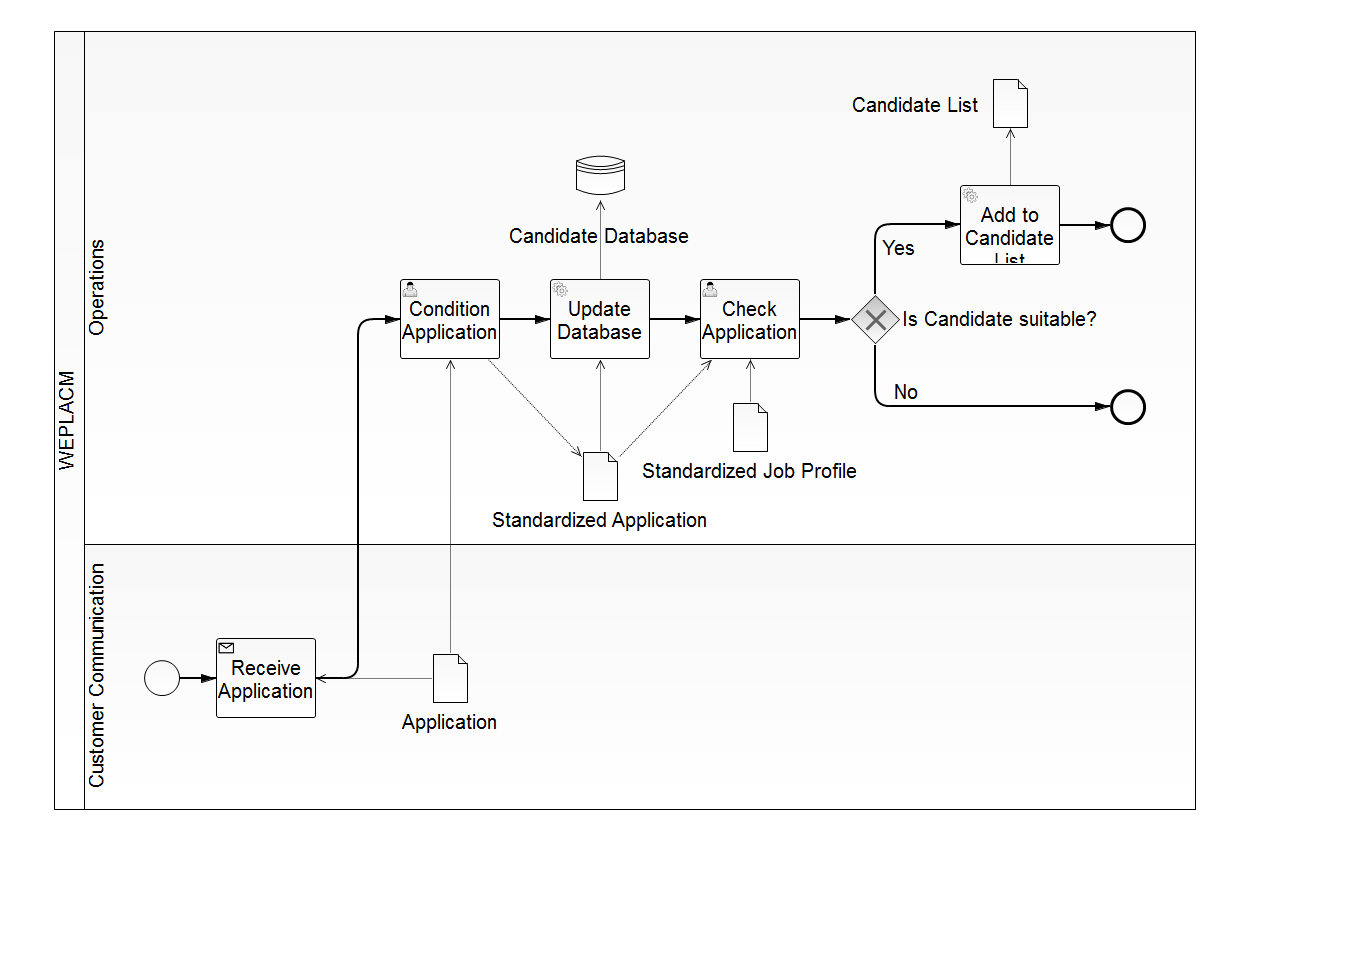 WEPLACM
Operations
Candidate List
Candidate Database
Add to
Candidate
List
Yes
Condition
Application
Update
Database
Check
Application
Is Candidate suitable?
No
Standardized Job Profile
Standardized Application
Customer Communication
Receive
Application
Application